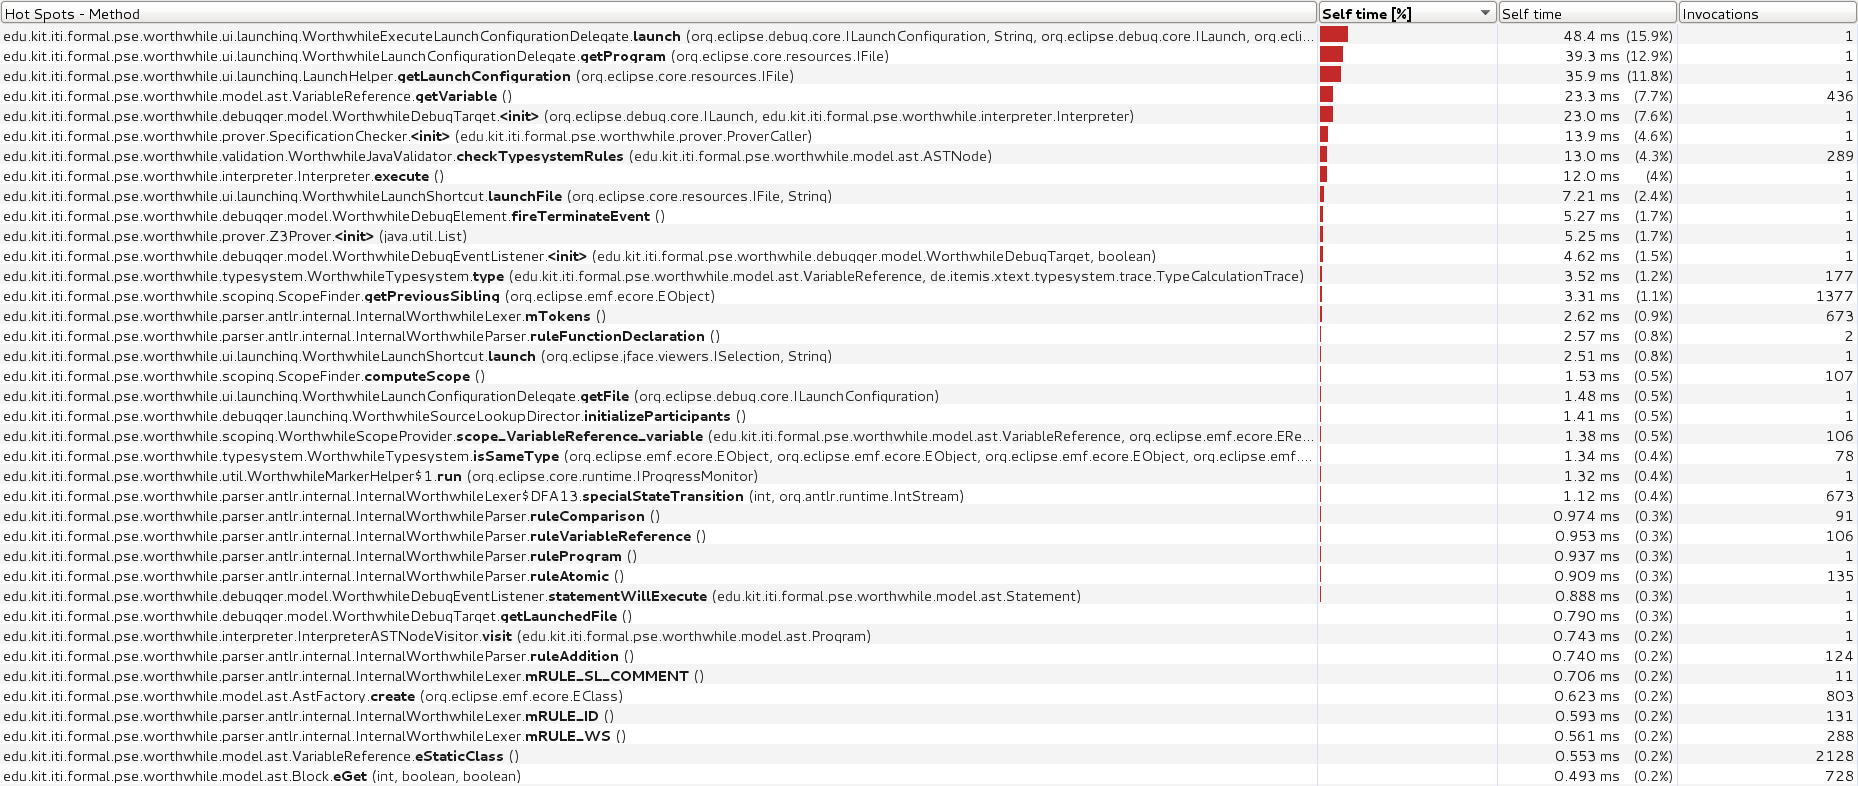 Hot Spots - Method Self time [%] Self time Invocations
edu.kit.iti.formal.pse.worthwhile.ui.launching.WorthwhileExecuteLaunchConfigurationDelegate.launch (org.eclipse.debug.core.ILaunchConfiguration, String, org.eclipse.debug.core.ILaunch, org.ecli... 48.4 ms (15.9%) 1
edu.kit.iti.formal.pse.worthwhile.ui.launching.WorthwhileLaunchConfigurationDelegate.getProgram (org.eclipse.core.resources.IFile) 39.3 ms (12.9%) 1
edu.kit.iti.formal.pse.worthwhile.ui.launching.LaunchHelper.getLaunchConfiguration (org.eclipse.core.resources.IFile) 35.9 ms (11.8%) 1
edu.kit.iti.formal.pse.worthwhile.model.ast.VariableReference.getVariable () 23.3 ms (7.7%) 436
edu.kit.iti.formal.pse.worthwhile.debugger.model.WorthwhileDebugTarget.<init> (org.eclipse.debug.core.ILaunch, edu.kit.iti.formal.pse.worthwhile.interpreter.Interpreter) 23.0 ms (7.6%) 1
edu.kit.iti.formal.pse.worthwhile.prover.SpecificationChecker.<init> (edu.kit.iti.formal.pse.worthwhile.prover.ProverCaller) 13.9 ms (4.6%) 1
edu.kit.iti.formal.pse.worthwhile.validation.WorthwhileJavaValidator.checkTypesystemRules (edu.kit.iti.formal.pse.worthwhile.model.ast.ASTNode) 13.0 ms (4.3%) 289
edu.kit.iti.formal.pse.worthwhile.interpreter.Interpreter.execute () 12.0 ms (4%) 1
edu.kit.iti.formal.pse.worthwhile.ui.launching.WorthwhileLaunchShortcut.launchFile (org.eclipse.core.resources.IFile, String) 7.21 ms (2.4%) 1
edu.kit.iti.formal.pse.worthwhile.debugger.model.WorthwhileDebugElement.fireTerminateEvent () 5.27 ms (1.7%) 1
edu.kit.iti.formal.pse.worthwhile.prover.Z3Prover.<init> (java.util.List) 5.25 ms (1.7%) 1
edu.kit.iti.formal.pse.worthwhile.debugger.model.WorthwhileDebugEventListener.<init> (edu.kit.iti.formal.pse.worthwhile.debugger.model.WorthwhileDebugTarget, boolean) 4.62 ms (1.5%) 1
edu.kit.iti.formal.pse.worthwhile.typesystem.WorthwhileTypesystem.type (edu.kit.iti.formal.pse.worthwhile.model.ast.VariableReference, de.itemis.xtext.typesystem.trace.TypeCalculationTrace) 3.52 ms (1.2%) 177
edu.kit.iti.formal.pse.worthwhile.scoping.ScopeFinder.getPreviousSibling (org.eclipse.emf.ecore.EObject) 3.31 ms (1.1%) 1377
edu.kit.iti.formal.pse.worthwhile.parser.antlr.internal.InternalWorthwhileLexer.mTokens () 2.62 ms (0.9%) 673
edu.kit.iti.formal.pse.worthwhile.parser.antlr.internal.InternalWorthwhileParser.ruleFunctionDeclaration () 2.57 ms (0.8%) 2
edu.kit.iti.formal.pse.worthwhile.ui.launching.WorthwhileLaunchShortcut.launch (org.eclipse.jface.viewers.ISelection, String) 2.51 ms (0.8%) 1
edu.kit.iti.formal.pse.worthwhile.scoping.ScopeFinder.computeScope () 1.53 ms (0.5%) 107
edu.kit.iti.formal.pse.worthwhile.ui.launching.WorthwhileLaunchConfigurationDelegate.getFile (org.eclipse.debug.core.ILaunchConfiguration) 1.48 ms (0.5%) 1
edu.kit.iti.formal.pse.worthwhile.debugger.launching.WorthwhileSourceLookupDirector.initializeParticipants () 1.41 ms (0.5%) 1
edu.kit.iti.formal.pse.worthwhile.scoping.WorthwhileScopeProvider.scope_VariableReference_variable (edu.kit.iti.formal.pse.worthwhile.model.ast.VariableReference, org.eclipse.emf.ecore.ERe... 1.38 ms (0.5%) 106
edu.kit.iti.formal.pse.worthwhile.typesystem.WorthwhileTypesystem.isSameType (org.eclipse.emf.ecore.EObject, org.eclipse.emf.ecore.EObject, org.eclipse.emf.ecore.EObject, org.eclipse.emf.... 1.34 ms (0.4%) 78
edu.kit.iti.formal.pse.worthwhile.util.WorthwhileMarkerHelper$1.run (org.eclipse.core.runtime.IProgressMonitor) 1.32 ms (0.4%) 1
edu.kit.iti.formal.pse.worthwhile.parser.antlr.internal.InternalWorthwhileLexer$DFA13.specialStateTransition (int, org.antlr.runtime.IntStream) 1.12 ms (0.4%) 673
edu.kit.iti.formal.pse.worthwhile.parser.antlr.internal.InternalWorthwhileParser.ruleComparison () 0.974 ms (0.3%) 91
edu.kit.iti.formal.pse.worthwhile.parser.antlr.internal.InternalWorthwhileParser.ruleVariableReference () 0.953 ms (0.3%) 106
edu.kit.iti.formal.pse.worthwhile.parser.antlr.internal.InternalWorthwhileParser.ruleProgram () 0.937 ms (0.3%) 1
edu.kit.iti.formal.pse.worthwhile.parser.antlr.internal.InternalWorthwhileParser.ruleAtomic () 0.909 ms (0.3%) 135
edu.kit.iti.formal.pse.worthwhile.debugger.model.WorthwhileDebugEventListener.statementWillExecute (edu.kit.iti.formal.pse.worthwhile.model.ast.Statement) 0.888 ms (0.3%) 1
edu.kit.iti.formal.pse.worthwhile.debugger.model.WorthwhileDebugTarget.getLaunchedFile () 0.790 ms (0.3%) 1
edu.kit.iti.formal.pse.worthwhile.interpreter.InterpreterASTNodeVisitor.visit (edu.kit.iti.formal.pse.worthwhile.model.ast.Program) 0.743 ms (0.2%) 1
edu.kit.iti.formal.pse.worthwhile.parser.antlr.internal.InternalWorthwhileParser.ruleAddition () 0.740 ms (0.2%) 124
edu.kit.iti.formal.pse.worthwhile.parser.antlr.internal.InternalWorthwhileLexer.mRULE_SL_COMMENT () 0.706 ms (0.2%) 11
edu.kit.iti.formal.pse.worthwhile.model.ast.AstFactory.create (org.eclipse.emf.ecore.EClass) 0.623 ms (0.2%) 803
edu.kit.iti.formal.pse.worthwhile.parser.antlr.internal.InternalWorthwhileLexer.mRULE_ID () 0.593 ms (0.2%) 131
edu.kit.iti.formal.pse.worthwhile.parser.antlr.internal.InternalWorthwhileLexer.mRULE_WS () 0.561 ms (0.2%) 288
edu.kit.iti.formal.pse.worthwhile.model.ast.VariableReference.eStaticClass () 0.553 ms (0.2%) 2128
edu.kit.iti.formal.pse.worthwhile.model.ast.Block.eGet (int, boolean, boolean) 0.493 ms (0.2%) 728